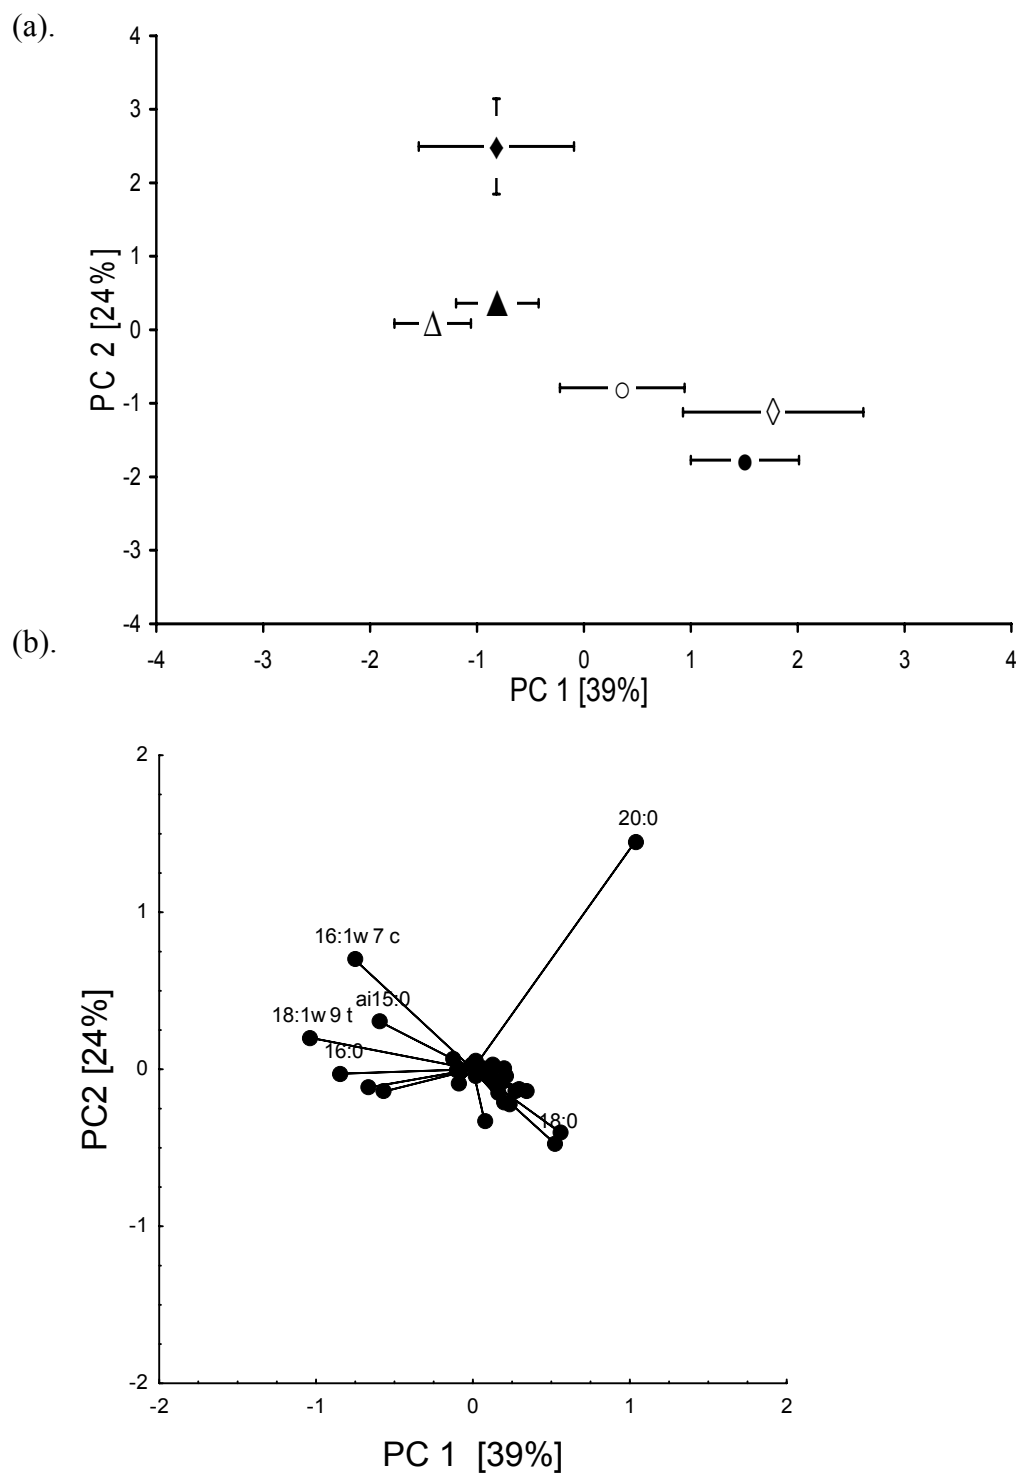 (a).
4
3
2
1
0
-1
-2
-3
-4
PC 2 [24%]
-4 -3 -2 -1 0 1 2 3 4
PC 1 [39%]
(b).
2
1
0
-1
-2
PC2 [24%]
20:0
16:1w 7 c
ai15:0
18:1w 9 t
16:0
18:0
-2 -1 0 1 2
PC 1 [39%]